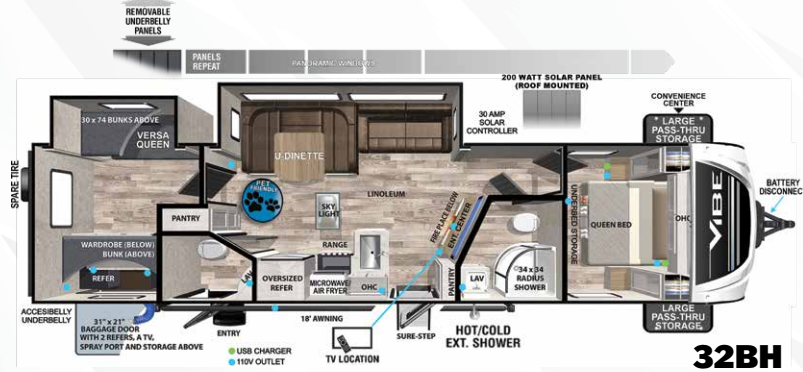 REMOVABLE
UNDERBELLY
PANELS
PANELS
REPEAT
PANORAMIC WINDOWS
200 WATT SOLAR PANEL
(ROOF MOUNTED)
30 AMP
SOLAR
CONTROLLER
CONVENIENCE
CENTER
LARGE
PASS-THRU
STORAGE
30 x 74 BUNKS ABOVE
VERSA
QUEEN
SPARE TIRE
U-DINETTE
PET
FRIENDLY
LINOLEUM
SKY
LIGHT
PANTRY
RANGE
FIRE PLACE BELOW
ENT. CENTER
UNDERBED STORAGE
QUEEN BED
OHC
VIBE
BATTERY
DISCONNEC
WARDROBE (BELOW)
BUNK (ABOVE)
REFER
LAV
OVERSIZED
REFER
MICROWAVE/
AIR FRYER
OHC
PANTRY
LAV
34 x 34
RADIUS
SHOWER
ACCESIBELLY
UNDERBELLY
31" x 21"
BAGGAGE DOOR
WITH 2 REFERS, A TV,
SPRAY PORT AND STORAGE ABOVE
ENTRY
18' AWNING
SURE-STEP
HOT/COLD
EXT. SHOWER
LARGE
PASS-THRU
STORAGE
USB CHARGER
110V OUTLET
TV LOCATION
32BH